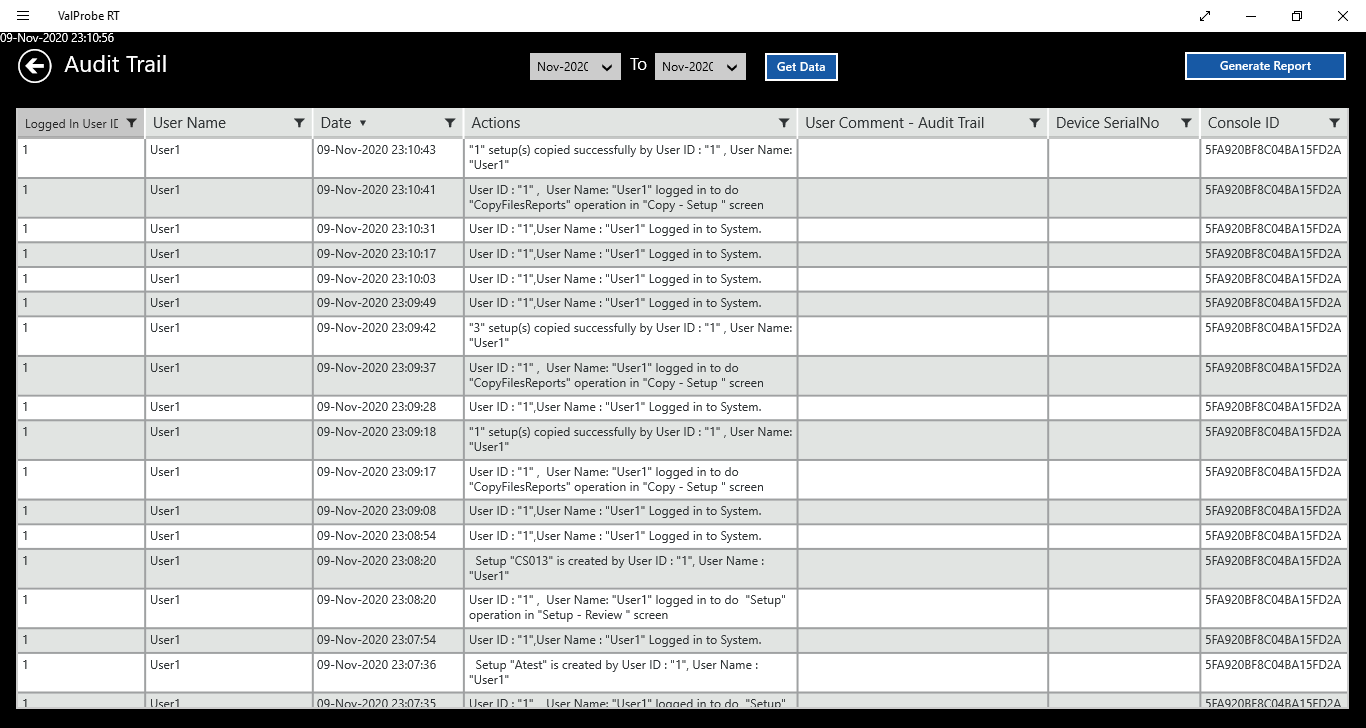 ValProbe RT
09-Nov-2020 23:10:56
Audit Trail
Nov-202
To
Nov-202
Get Data
Generate Report
Logged In User I
User Name
Date
Actions
User Comment - Audit Trail
Device SerialNo
Console ID
1 User1 09-Nov-2020 23:10:43 "1" setup(s) copied successfully by User ID : "1" , User Name: 5FA920BF8C04BA15FD2A
"User1"
1 User1 09-Nov-2020 23:10:41 User ID : "1" , User Name: "User1" logged in to do 5FA920BF8C04BA15FD2A
"CopyFilesReports" operation in "Copy - Setup " screen
1 User1 09-Nov-2020 23:10:31 User ID : "1",User Name : "User1" Logged in to System. 5FA920BF8C04BA15FD2A
1 User1 09-Nov-2020 23:10:17 User ID : "1",User Name : "User1" Logged in to System. 5FA920BF8C04BA15FD2A
1 User1 09-Nov-2020 23:10:03 User ID : "1",User Name : "User1" Logged in to System. 5FA920BF8C04BA15FD2A
1 User1 09-Nov-2020 23:09:49 User ID : "1",User Name : "User1" Logged in to System. 5FA920BF8C04BA15FD2A
1 User1 09-Nov-2020 23:09:42 "3" setup(s) copied successfully by User ID : "1" , User Name: 5FA920BF8C04BA15FD2A
"User1"
1 User1 09-Nov-2020 23:09:37 User ID : "1" , User Name: "User1" logged in to do 5FA920BF8C04BA15FD2A
"CopyFilesReports" operation in "Copy - Setup " screen
1 User1 09-Nov-2020 23:09:28 User ID : "1",User Name : "User1" Logged in to System. 5FA920BF8C04BA15FD2A
1 User1 09-Nov-2020 23:09:18 "1" setup(s) copied successfully by User ID : "1" , User Name: 5FA920BF8C04BA15FD2A
"User1"
1 User1 09-Nov-2020 23:09:17 User ID : "1" , User Name: "User1" logged in to do 5FA920BF8C04BA15FD2A
"CopyFilesReports" operation in "Copy - Setup " screen
1 User1 09-Nov-2020 23:09:08 User ID : "1",User Name : "User1" Logged in to System. 5FA920BF8C04BA15FD2A
1 User1 09-Nov-2020 23:08:54 User ID : "1",User Name : "User1" Logged in to System. 5FA920BF8C04BA15FD2A
1 User1 09-Nov-2020 23:08:20 Setup "CS013" is created by User ID : "1", User Name : 5FA920BF8C04BA15FD2A
"User1"
1 User1 09-Nov-2020 23:08:20 User ID : "1" , User Name: "User1" logged in to do "Setup" 5FA920BF8C04BA15FD2A
operation in "Setup - Review " screen
1 User1 09-Nov-2020 23:07:54 User ID : "1",User Name : "User1" Logged in to System. 5FA920BF8C04BA15FD2A
1 User1 09-Nov-2020 23:07:36 Setup "Atest" is created by User ID : "1", User Name : 5FA920BF8C04BA15FD2A
"User1"
1 User1 09-Nov-2020 23:07:35 User ID : "1" , User Name: "User1" logged in to do "Setup" 5FA920BF8C04BA15FD2A